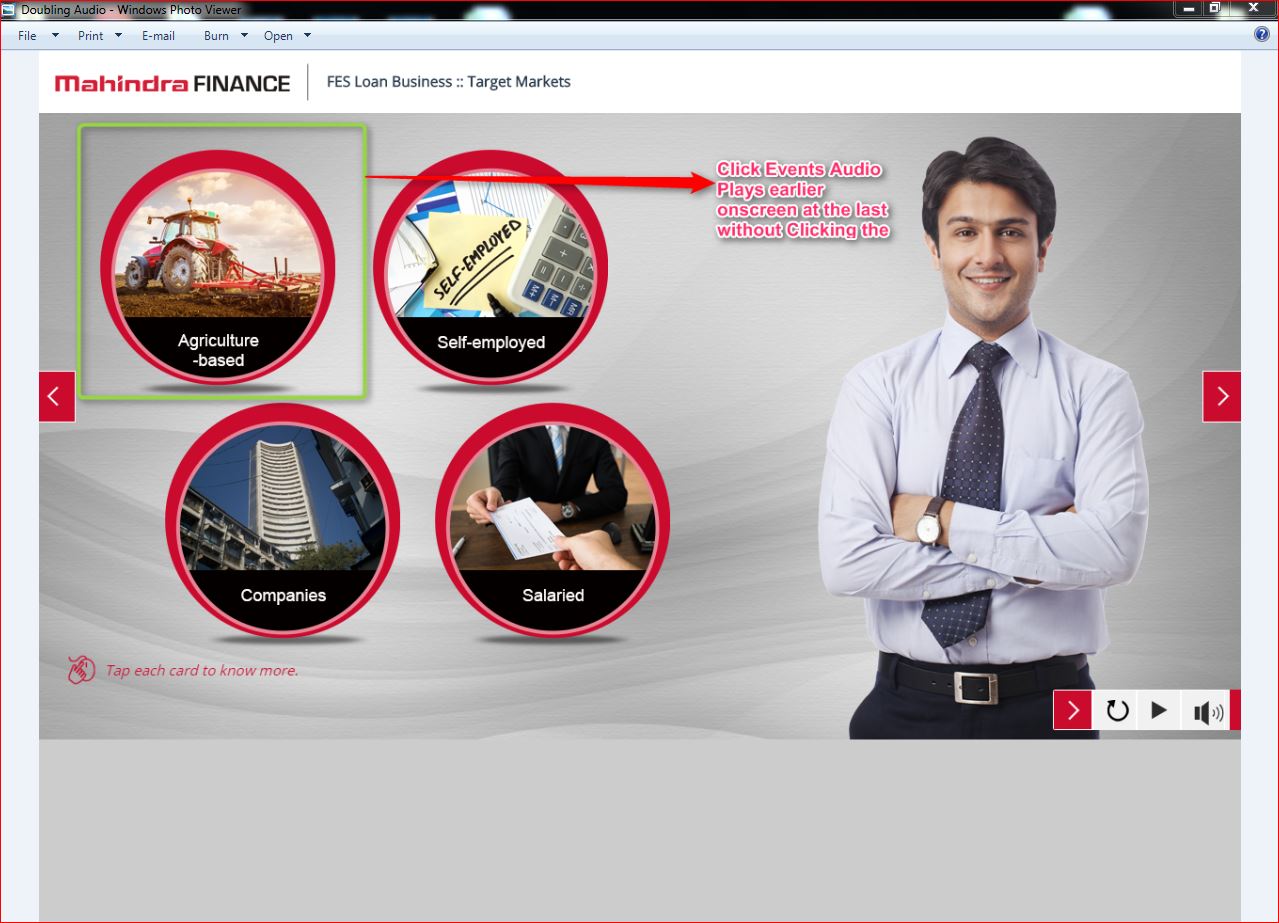 Doubling Audio - Windows Photo Viewer
File Print E-mail Burn Open
Mahindra FINANCE
FES Loan Business :: Target Markets
Click Events Audio
Plays earlier
onscreen at the last
without Clicking the
SELF-EMPLOYED
Agriculture
-based
Self-employed
Companies
Salaried
Tap each card to know more.